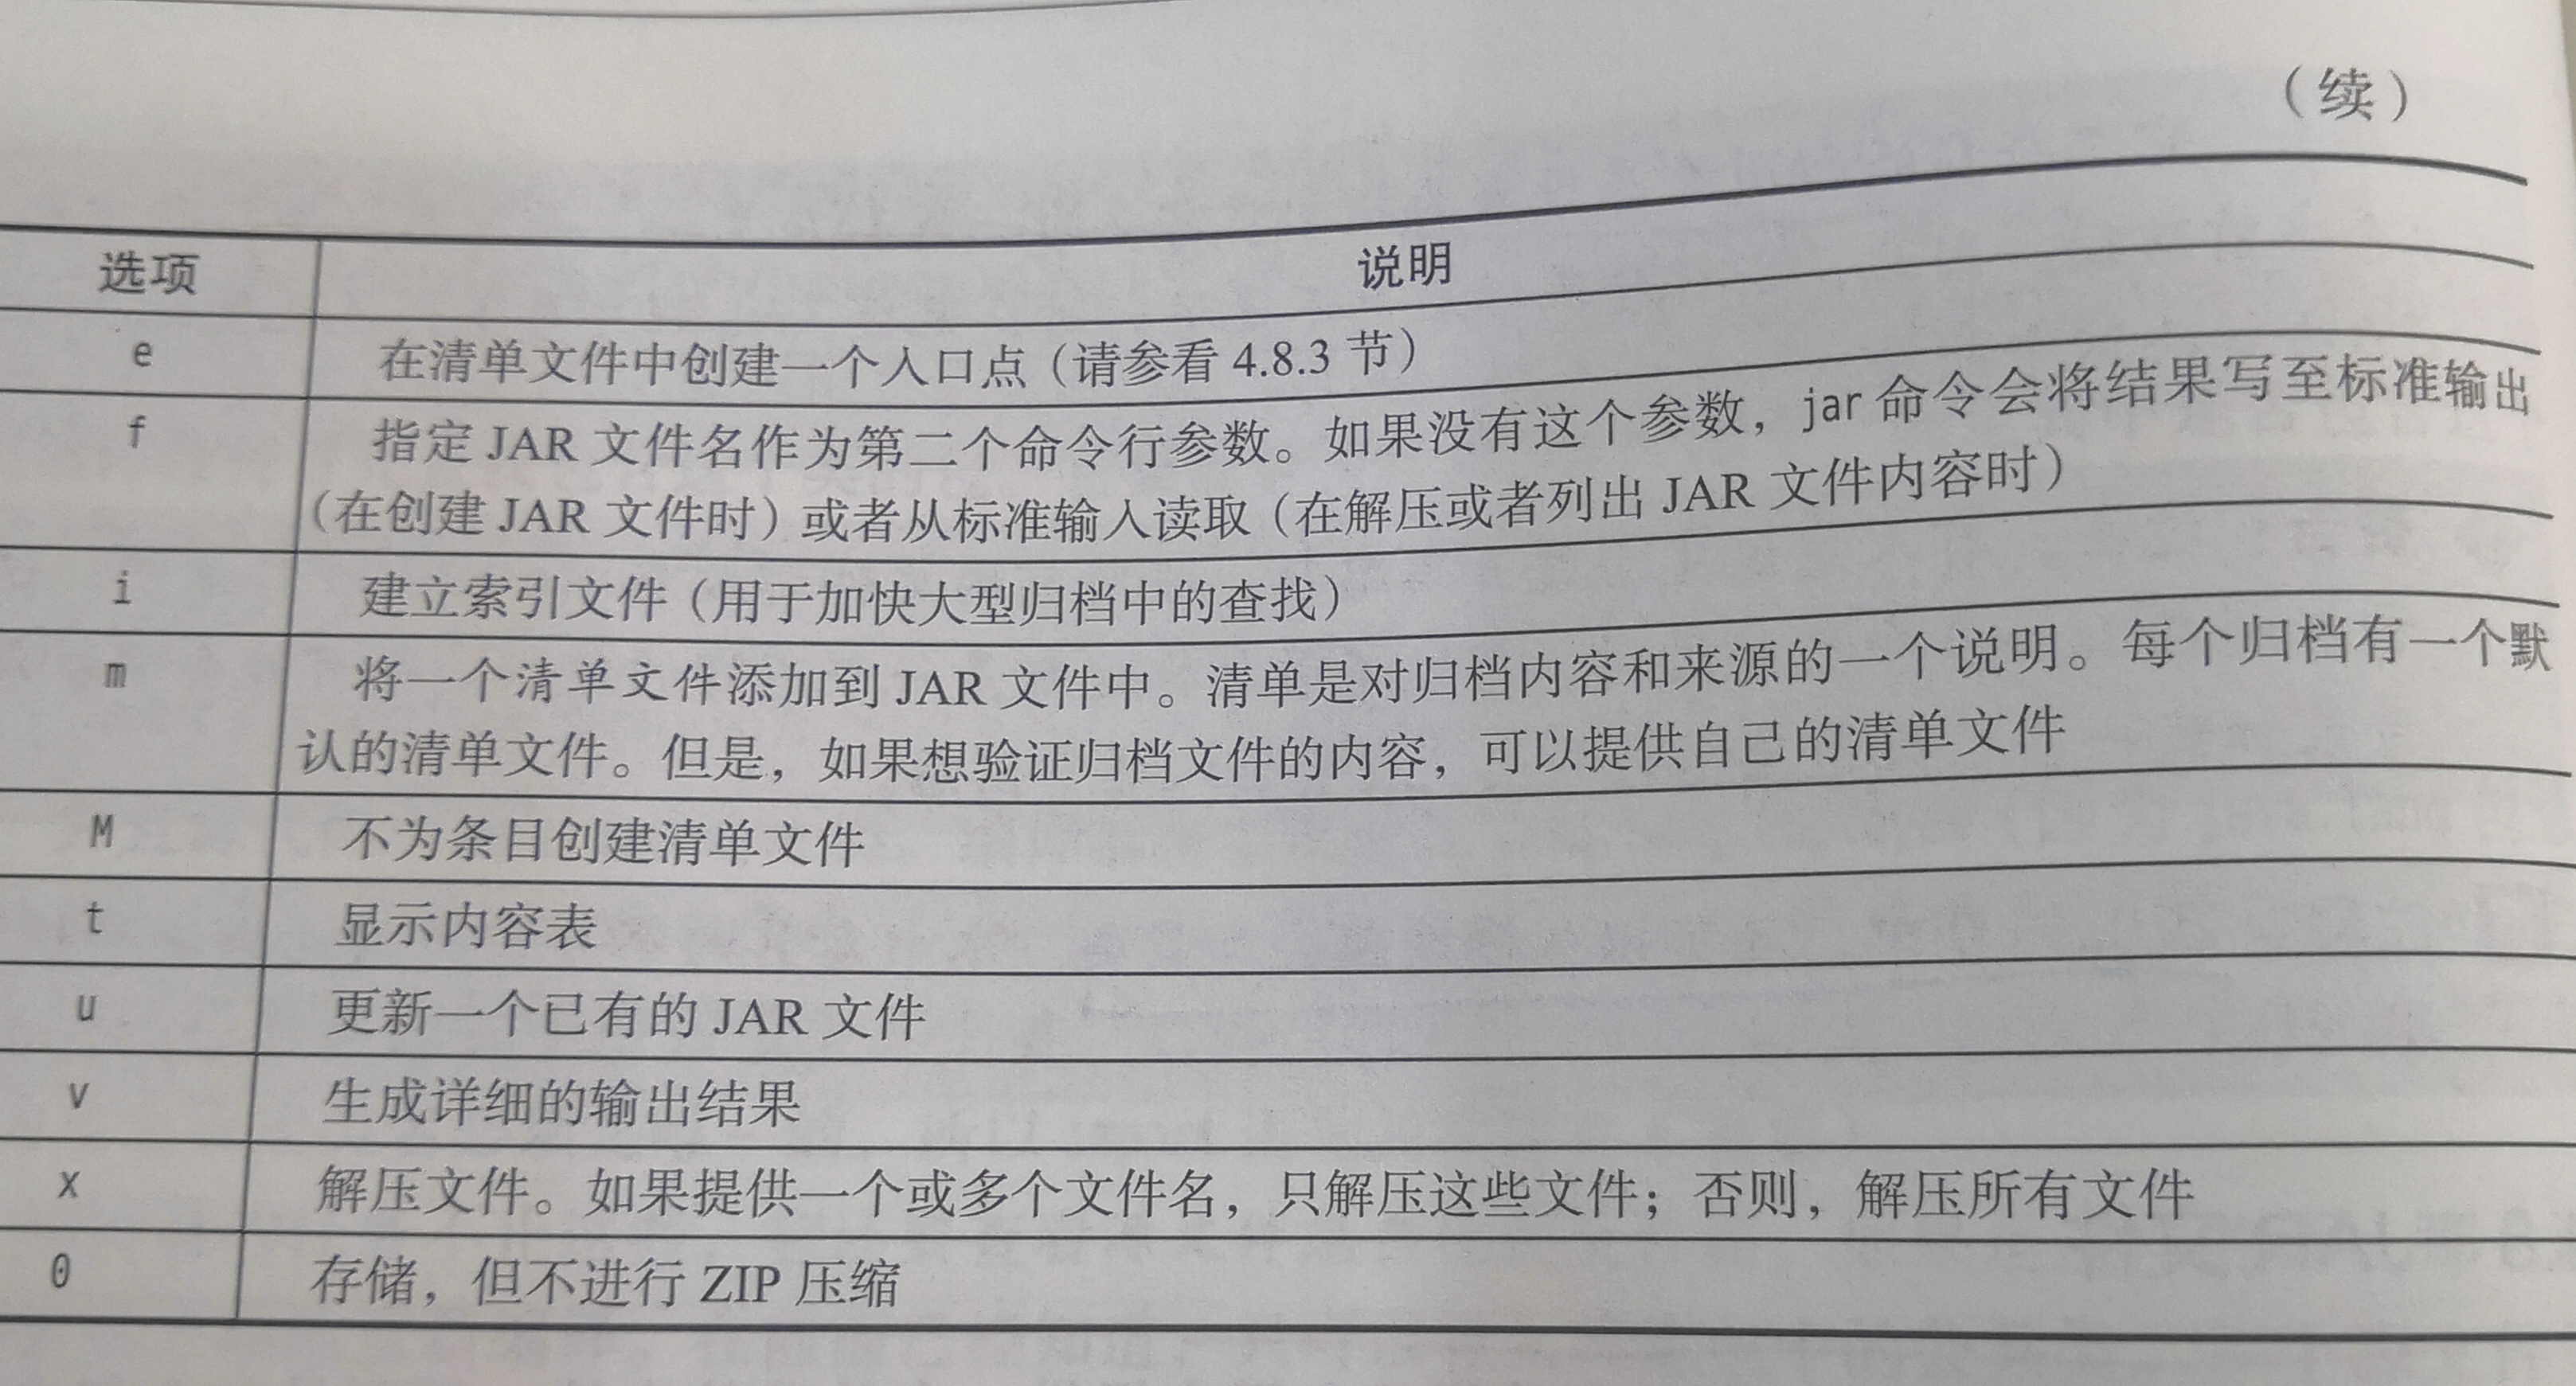 （续）
选项 说明
e 在清单文件中创建一个入口点（请参看 4.8.3 节）
f 指定 JAR 文件名作为第二个命令行参数。如果没有这个参数，jar 命令会将结果写至标准输出
（在创建 JAR 文件时）或者从标准输入读取（在解压或者列出 JAR 文件内容时）
i 建立索引文件（用于加快大型归档中的查找）
m 将一个清单文件添加到 JAR 文件中。清单是对归档内容和来源的一个说明。每个归档有一个默
认的清单文件。但是，如果想验证归档文件的内容，可以提供自己的清单文件
M 不为条目创建清单文件
t 显示内容表
u 更新一个已有的 JAR 文件
v 生成详细的输出结果
x 解压文件。如果提供一个或多个文件名，只解压这些文件；否则，解压所有文件
0 存储，但不进行 ZIP 压缩